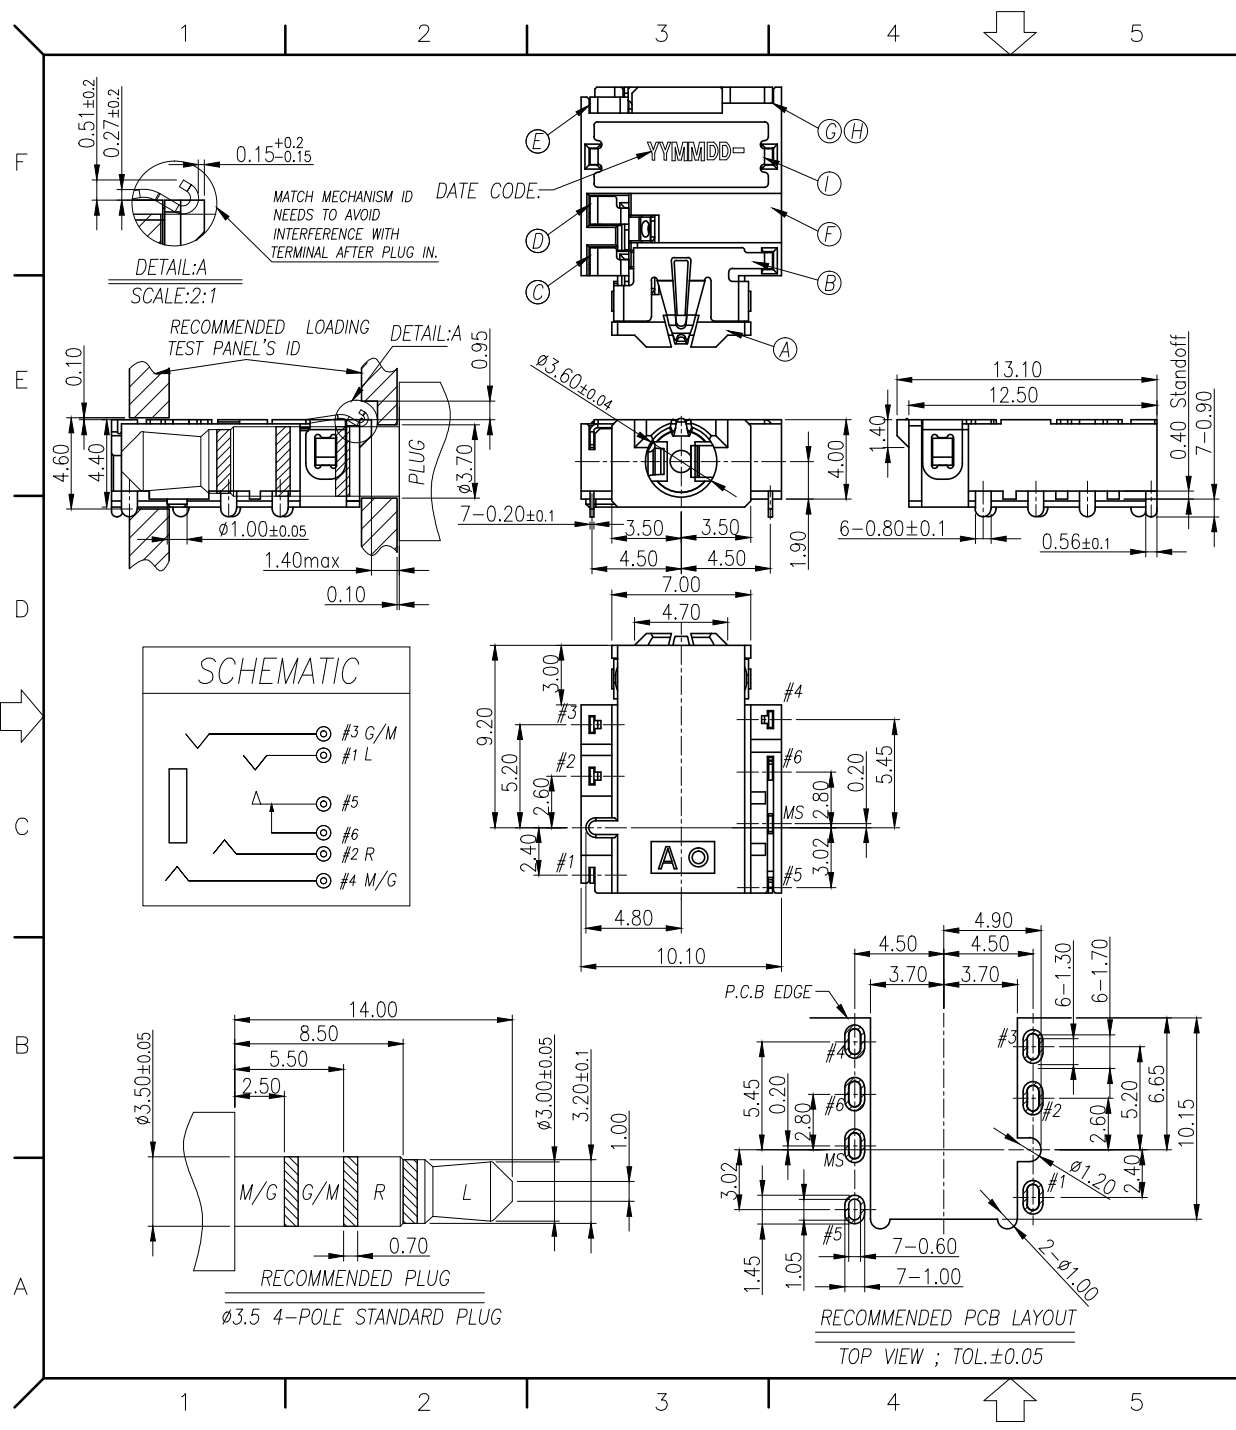 1 2 3 4 5
F
E
D
C
B
A
0.51±0.2
0.27±0.2
0.15+0.2-0.15
MATCH MECHANISM ID
NEEDS TO AVOID
INTERFERENCE WITH
TERMINAL AFTER PLUG IN.
DETAIL:A
SCALE:2:1
DATE CODE.
YYMMDD-
E
G H
I
D
F
C
B
A
RECOMMENDED LOADING
TEST PANEL'S ID
DETAIL:A
0.10
0.95
4.60
4.40
PLUG
ø3.70
ø1.00±0.05
1.40max
0.10
ø3.60±0.04
4.00
7-0.20±0.1
3.50 3.50
4.50 4.50
1.90
13.10
12.50
1.40
0.40 Standoff
7-0.90
6-0.80±0.1
0.56±0.1
SCHEMATIC
#3 G/M
#1 L
#5
#6
#2 R
#4 M/G
7.00
4.70
3.00
9.20
5.20
2.60
2.40
#3
#2
#1
#4
#6
MS
#5
A
2.80
0.20
5.45
3.02
4.80
10.10
14.00
8.50
5.50
2.50
ø3.50±0.05
ø3.00±0.05
3.20±0.1
1.00
M/G G/M R L
0.70
RECOMMENDED PLUG
ø3.5 4-POLE STANDARD PLUG
4.90
4.50 4.50
3.70 3.70
P.C.B EDGE
6-1.30
6-1.70
#4
#6
MS
#5
#3
#2
#1
5.45
0.20
2.80
3.02
1.45
1.05
2.60
5.20
6.65
10.15
2.40
ø1.20
2-ø1.00
7-0.60
7-1.00
RECOMMENDED PCB LAYOUT
TOP VIEW ; TOL.±0.05
1 2 3 4 5